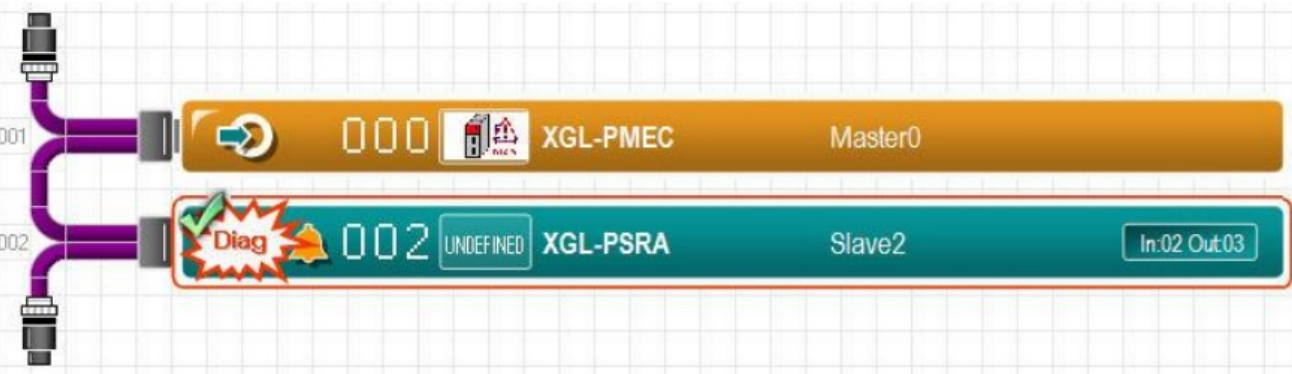 001 000 XGL-PMEC Master0
002 Diag 002 UNDEFINED XGL-PSRA Slave2 In:02 Out:03